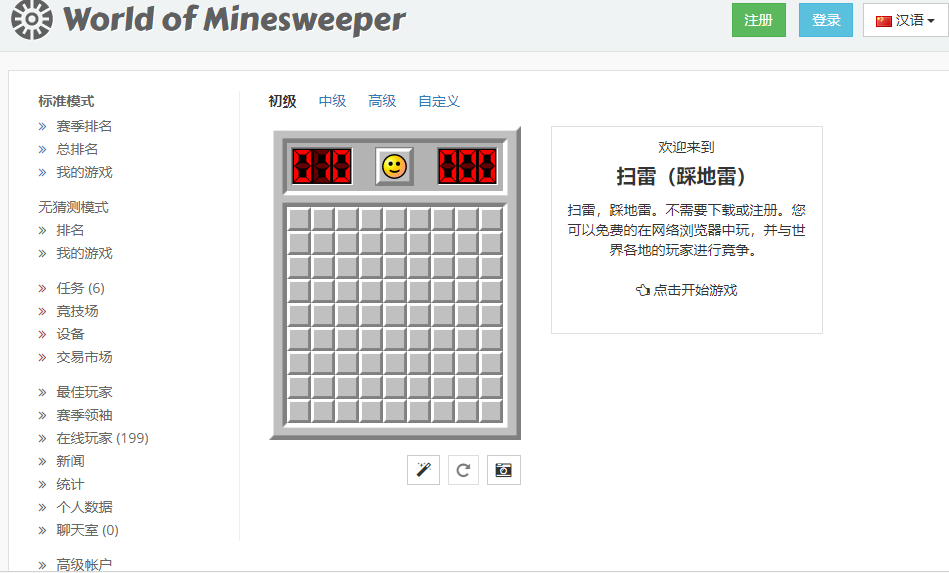 World of Minesweeper
注册
登录
汉语
标准模式
赛季排名
总排名
我的游戏
无猜测模式
排名
我的游戏
任务 (6)
竞技场
设备
交易市场
最佳玩家
赛季领袖
在线玩家 (199)
新闻
统计
个人数据
聊天室 (0)
高级帐户
初级 中级 高级 自定义
欢迎来到
扫雷（踩地雷）
扫雷，踩地雷。不需要下载或注册。您
可以免费的在网络浏览器中玩，并与世
界各地的玩家进行竞争。
点击开始游戏